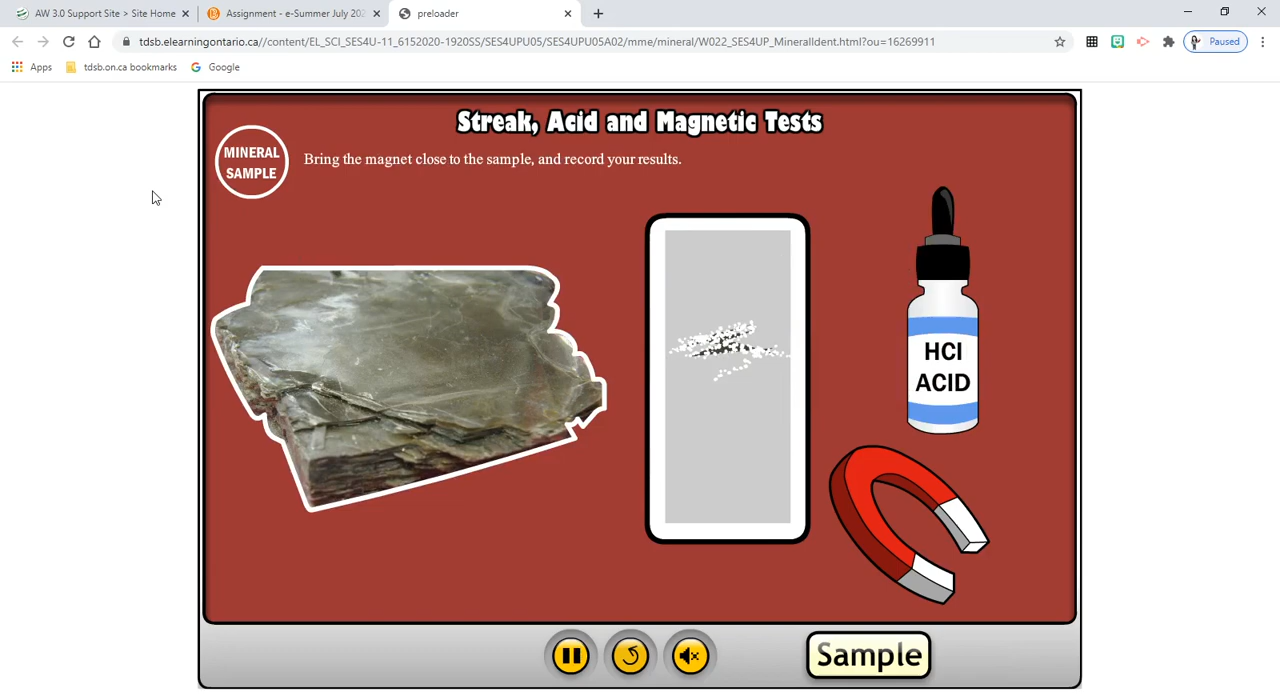 AW 3.0 Support Site > Site Home
Assignment - e-Summer July 202
preloader
tdsb.elearningontario.ca//content/EL_SCI_SES4U-11_6152020-1920SS/SES4UPU05/SES4UPU05A02/mme/mineral/W022_SES4UP_MineralIdent.html?ou=16269911
Paused
Apps
tdsb.on.ca bookmarks
Google
Streak, Acid and Magnetic Tests
MINERAL
SAMPLE
Bring the magnet close to the sample, and record your results.
HCl
ACID
Sample